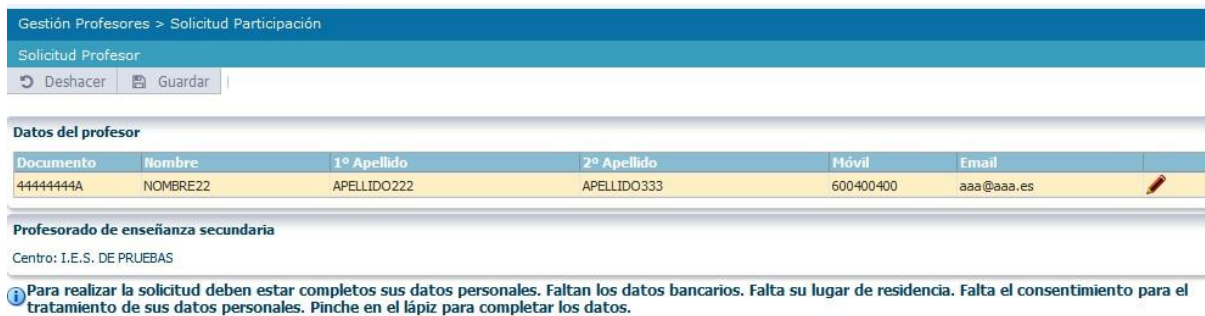 Gestión Profesores > Solicitud Participación
Solicitud Profesor
Deshacer Guardar
Datos del profesor
Documento Nombre 1º Apellido 2º Apellido Móvil Email
44444444A NOMBRE22 APELLIDO222 APELLIDO333 600400400 aaa@aaa.es
Profesorado de enseñanza secundaria
Centro: I.E.S. DE PRUEBAS
Para realizar la solicitud deben estar completos sus datos personales. Faltan los datos bancarios. Falta su lugar de residencia. Falta el consentimiento para el
tratamiento de sus datos personales. Pinche en el lápiz para completar los datos.